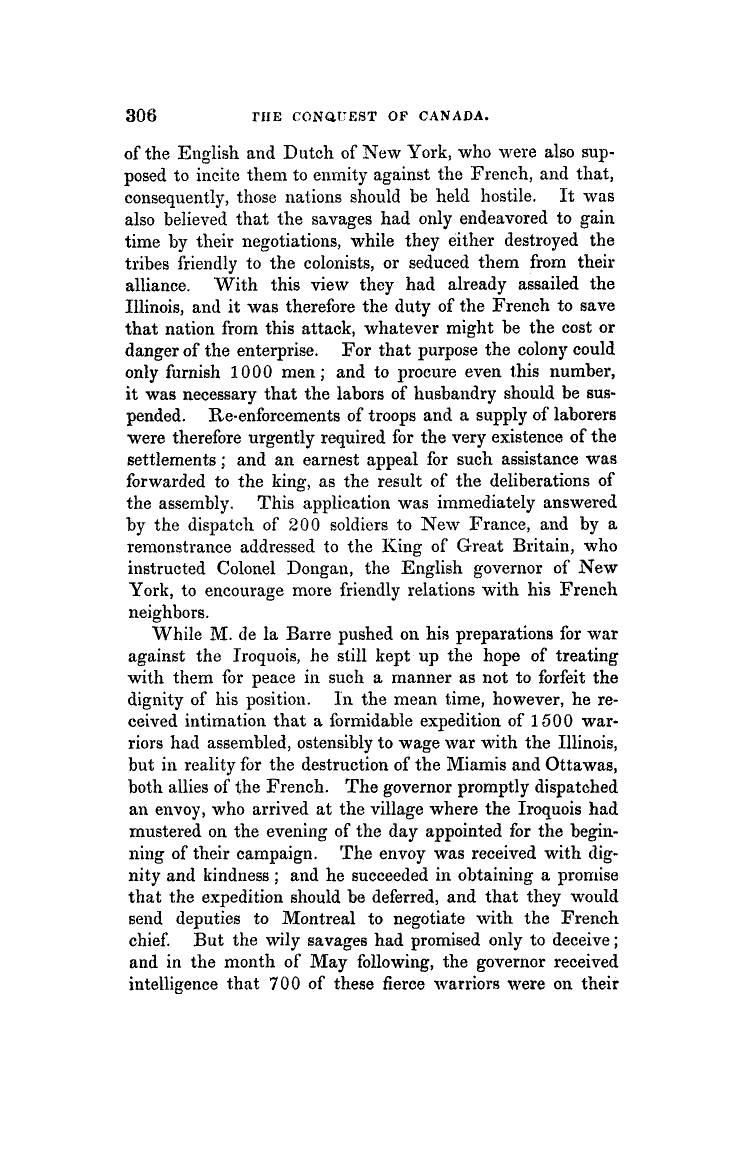 306 THE CONQUEST OF CANADA.
of the English and Dutch of New York, who were also sup-
posed to incite them to enmity against the French, and that,
consequently, those nations should be held hostile. It was
also believed that the savages had only endeavored to gain
time by their negotiations, while they either destroyed the
tribes friendly to the colonists, or seduced them from their
alliance. With this view they had already assailed the
Illinois, and it was therefore the duty of the French to save
that nation from this attack, whatever might be the cost or
danger of the enterprise. For that purpose the colony could
only furnish 1000 men ; and to procure even this number,
it was necessary that the labors of husbandry should be sus-
pended. Re-enforcements of troops and a supply of laborers
were therefore urgently required for the very existence of the
settlements ; and an earnest appeal for such assistance was
forwarded to the king, as the result of the deliberations of
the assembly. This application was immediately answered
by the dispatch of 200 soldiers to New France, and by a
remonstrance addressed to the King of Great Britain, who
instructed Colonel Dongan, the English governor of New
York, to encourage more friendly relations with his French
neighbors.
While M. de la Barre pushed on his preparations for war
against the Iroquois, he still kept up the hope of treating
with them for peace in such a manner as not to forfeit the
dignity of his position. In the mean time, however, he re-
ceived intimation that a formidable expedition of 1500 war-
riors had assembled, ostensibly to wage war with the Illinois,
but in reality for the destruction of the Miamis and Ottawas,
both allies of the French. The governor promptly dispatched
an envoy, who arrived at the village where the Iroquois had
mustered on the evening of the day appointed for the begin-
ning of their campaign. The envoy was received with dig-
nity and kindness ; and he succeeded in obtaining a promise
that the expedition should be deferred, and that they would
send deputies to Montreal to negotiate with the French
chief. But the wily savages had promised only to deceive ;
and in the month of May following, the governor received
intelligence that 700 of these fierce warriors were on their